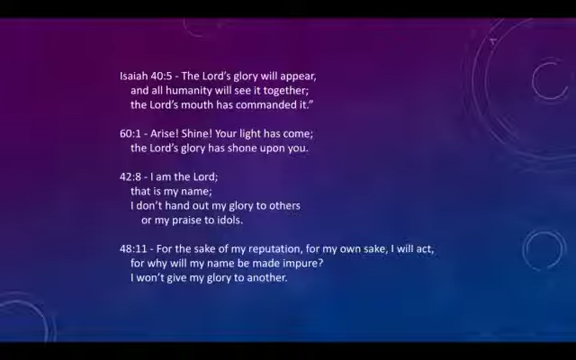 Isaiah 40:5 - The Lord's glory will appear,
and all humanity will see it together;
the Lord's mouth has commanded it.”
60:1 - Arise! Shine! Your light has come;
the Lord's glory has shone upon you.
42:8 - I am the Lord;
that is my name;
I don't hand out my glory to others
or my praise to idols.
48:11 - For the sake of my reputation, for my own sake, I will act,
for why will my name be made impure?
I won't give my glory to another.